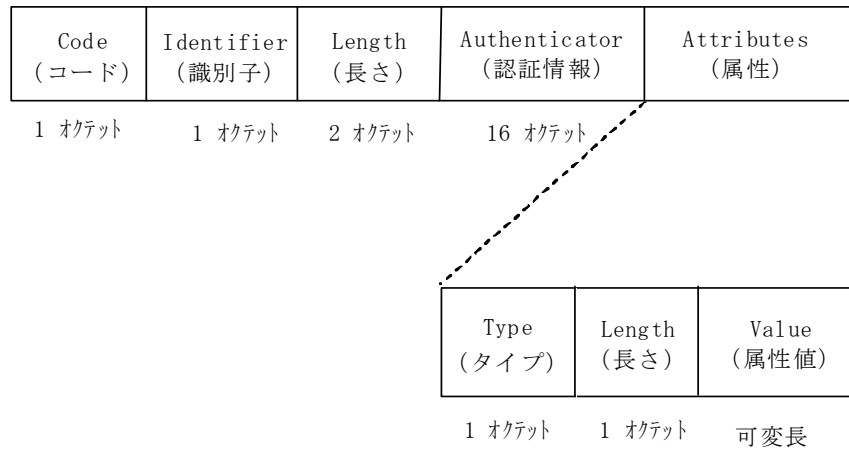 Code
(コード)
Identifier
(識別子)
Length
(長さ)
Authenticator
(認証情報)
Attributes
(属性)
1 オクテット
1 オクテット
2 オクテット
16 オクテット
Type
(タイプ)
Length
(長さ)
Value
(属性値)
1 オクテット
1 オクテット
可変長